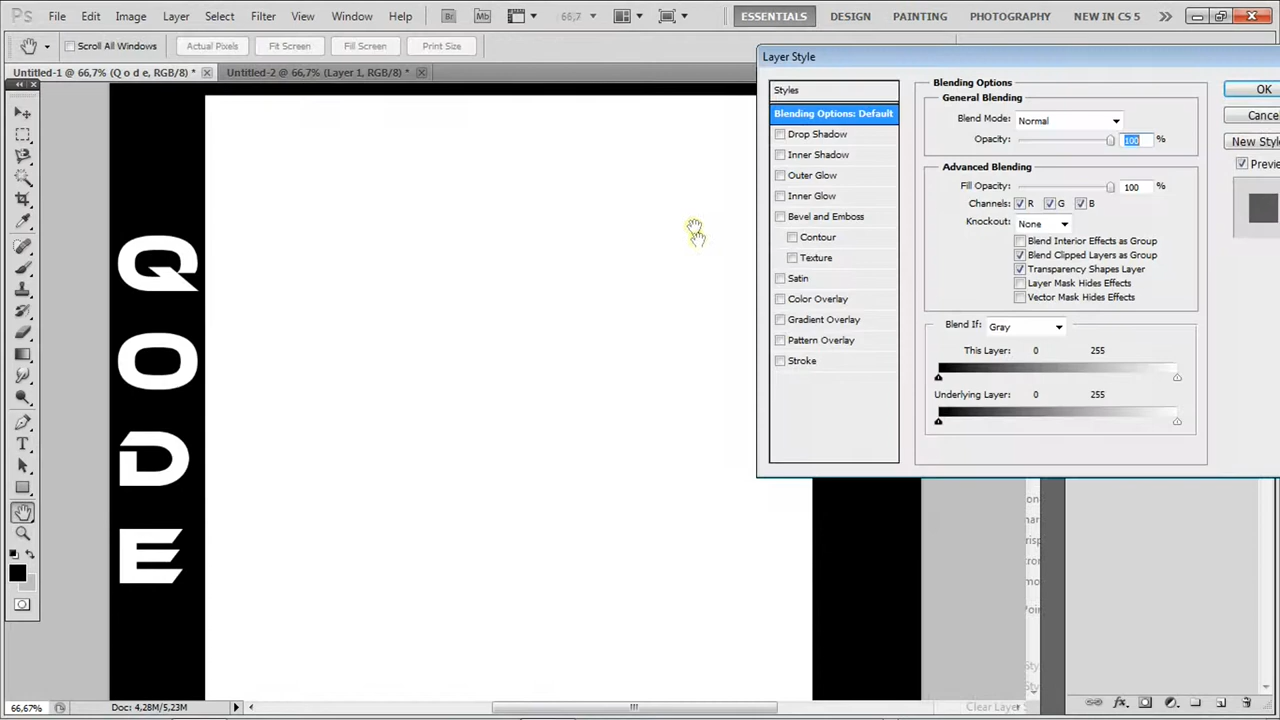 Ps File Edit Image Layer Select Filter View Window Help Br Mb 66,7 ESSENTIALS DESIGN PAINTING PHOTOGRAPHY NEW IN CS 5
Scroll All Windows Actual Pixels Fit Screen Fill Screen Print Size
Untitled-1 @ 66,7% (Q o d e, RGB/8) * Untitled-2 @ 66,7% (Layer 1, RGB/8) *
Q
O
D
E
Layer Style
Styles
Blending Options: Default
Drop Shadow
Inner Shadow
Outer Glow
Inner Glow
Bevel and Emboss
Contour
Texture
Satin
Color Overlay
Gradient Overlay
Pattern Overlay
Stroke
Blending Options
General Blending
Blend Mode: Normal
Opacity: 100 %
Advanced Blending
Fill Opacity: 100 %
Channels: R G B
Knockout: None
Blend Interior Effects as Group
Blend Clipped Layers as Group
Transparency Shapes Layer
Layer Mask Hides Effects
Vector Mask Hides Effects
Blend If: Gray
This Layer: 0 255
Underlying Layer: 0 255
OK
Cance
New Style
Preview
66,67% Doc: 4,28M/5,23M
Clear Layer S